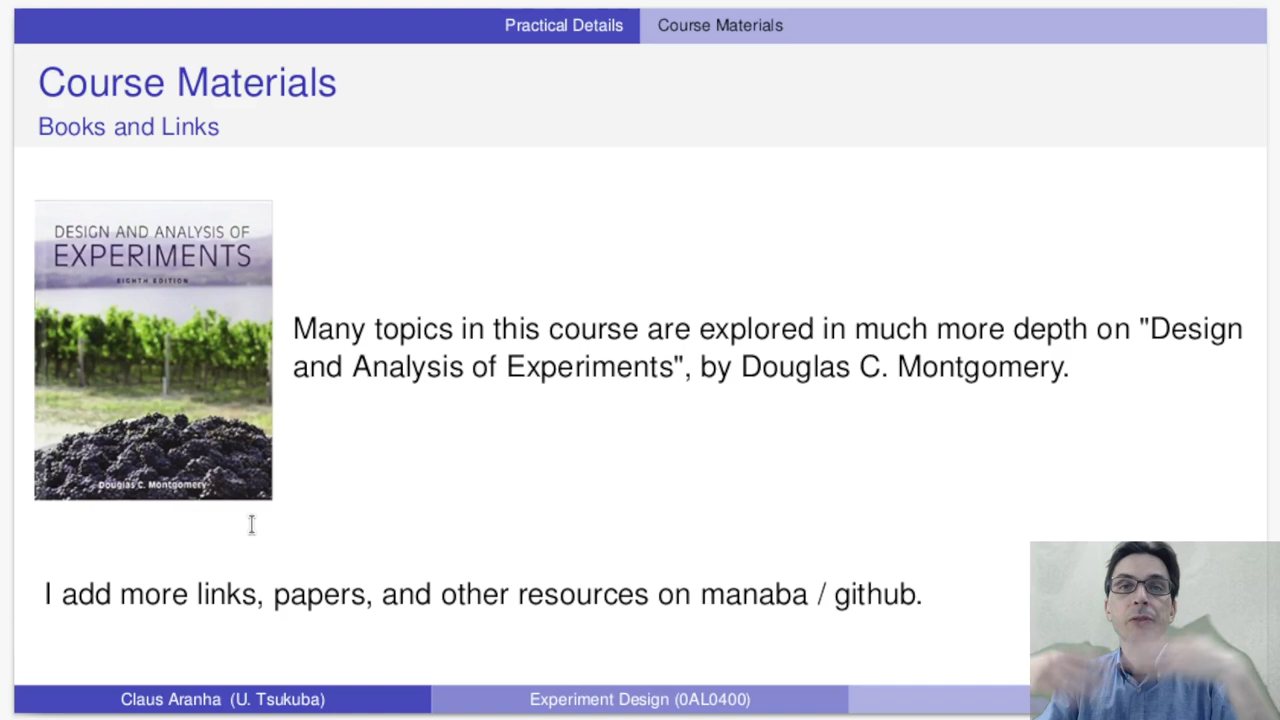 Practical Details
Course Materials
Course Materials
Books and Links
DESIGN AND ANALYSIS OF
EXPERIMENTS
EIGHTH EDITION
Douglas C. Montgomery
Many topics in this course are explored in much more depth on "Design
and Analysis of Experiments", by Douglas C. Montgomery.
I add more links, papers, and other resources on manaba / github.
Claus Aranha (U. Tsukuba)
Experiment Design (0AL0400)